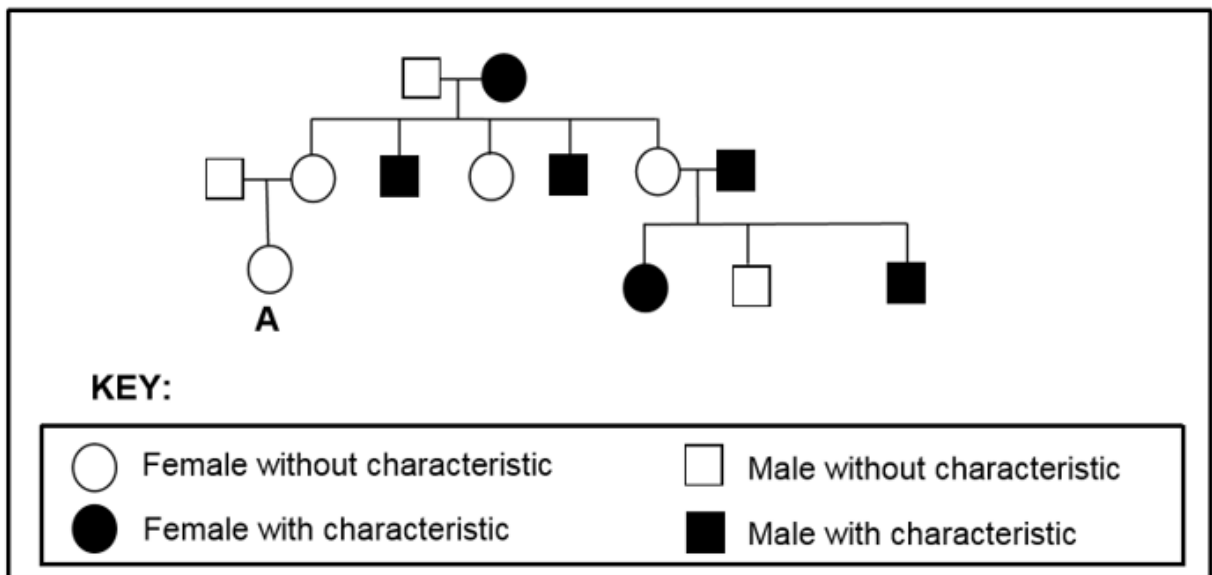 A
KEY:
Female without characteristic
Male without characteristic
Female with characteristic
Male with characteristic